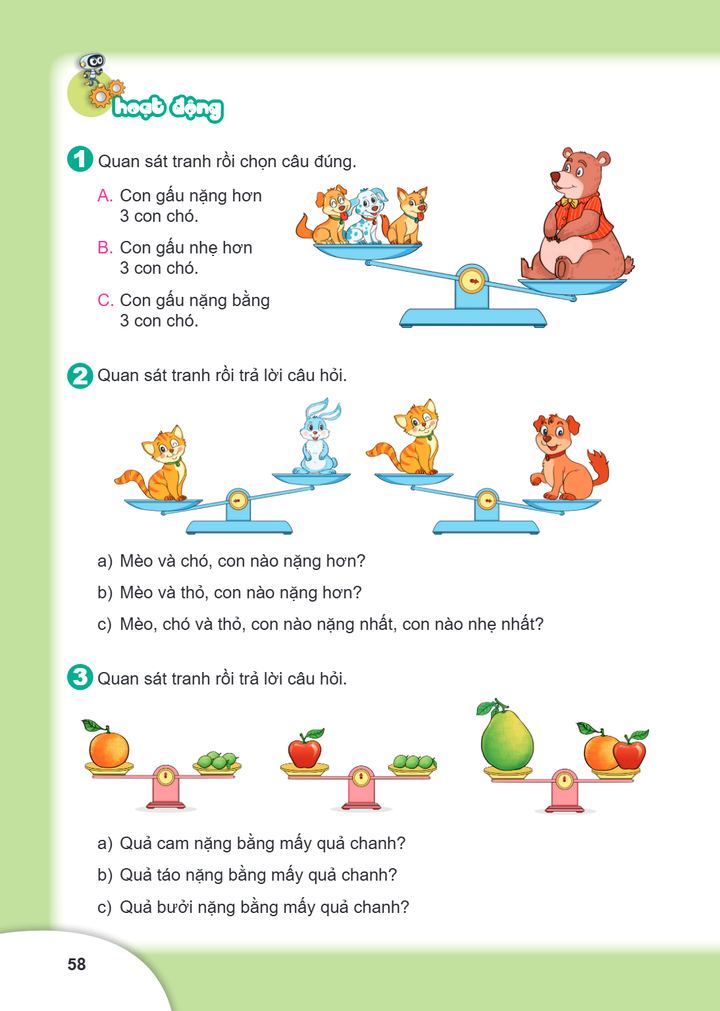 hoạt động
1 Quan sát tranh rồi chọn câu đúng.
A. Con gấu nặng hơn
3 con chó.
B. Con gấu nhẹ hơn
3 con chó.
C. Con gấu nặng bằng
3 con chó.
2 Quan sát tranh rồi trả lời câu hỏi.
a) Mèo và chó, con nào nặng hơn?
b) Mèo và thỏ, con nào nặng hơn?
c) Mèo, chó và thỏ, con nào nặng nhất, con nào nhẹ nhất?
3 Quan sát tranh rồi trả lời câu hỏi.
a) Quả cam nặng bằng mấy quả chanh?
b) Quả táo nặng bằng mấy quả chanh?
c) Quả bưởi nặng bằng mấy quả chanh?
58